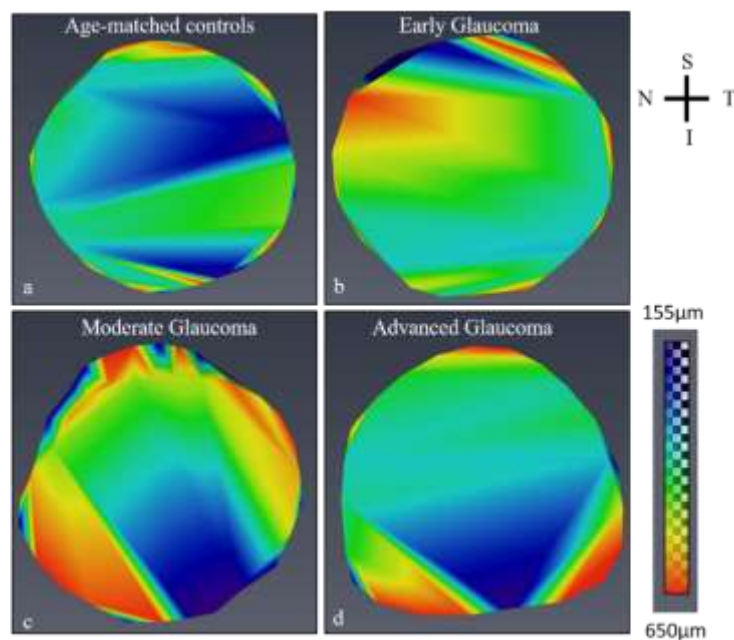 Age-matched controls
Early Glaucoma
S
N T
I
a
b
155µm
Moderate Glaucoma
Advanced Glaucoma
c
d
650µm